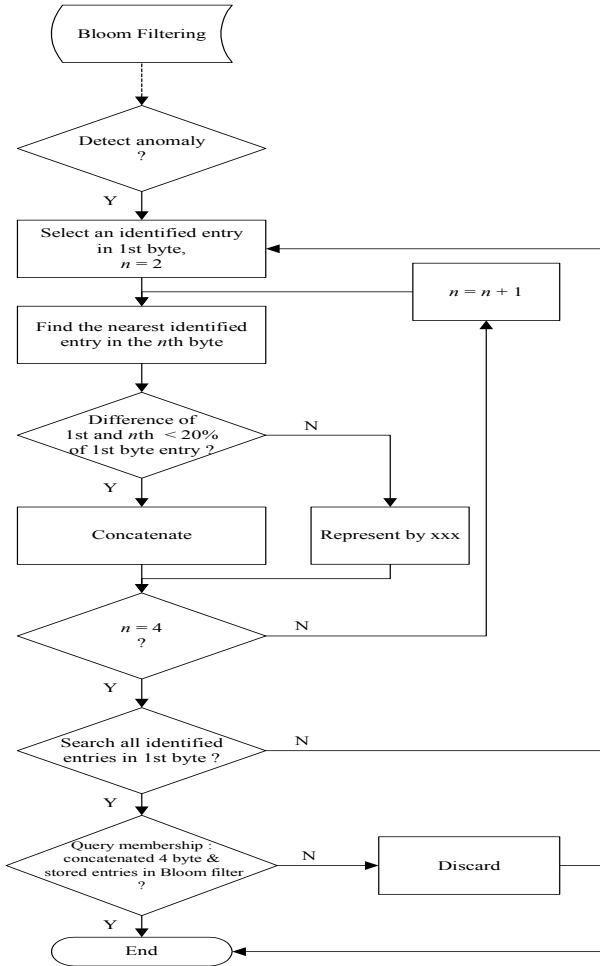 Bloom Filtering
Detect anomaly
?
Y
Select an identified entry
in 1st byte,
n = 2
n = n + 1
Find the nearest identified
entry in the nth byte
Difference of
1st and nth < 20%
of 1st byte entry ?
N
Y
Concatenate
Represent by xxx
n = 4
?
N
Y
Search all identified
entries in 1st byte ?
N
Y
Query membership :
concatenated 4 byte &
stored entries in Bloom filter
?
N
Discard
Y
End